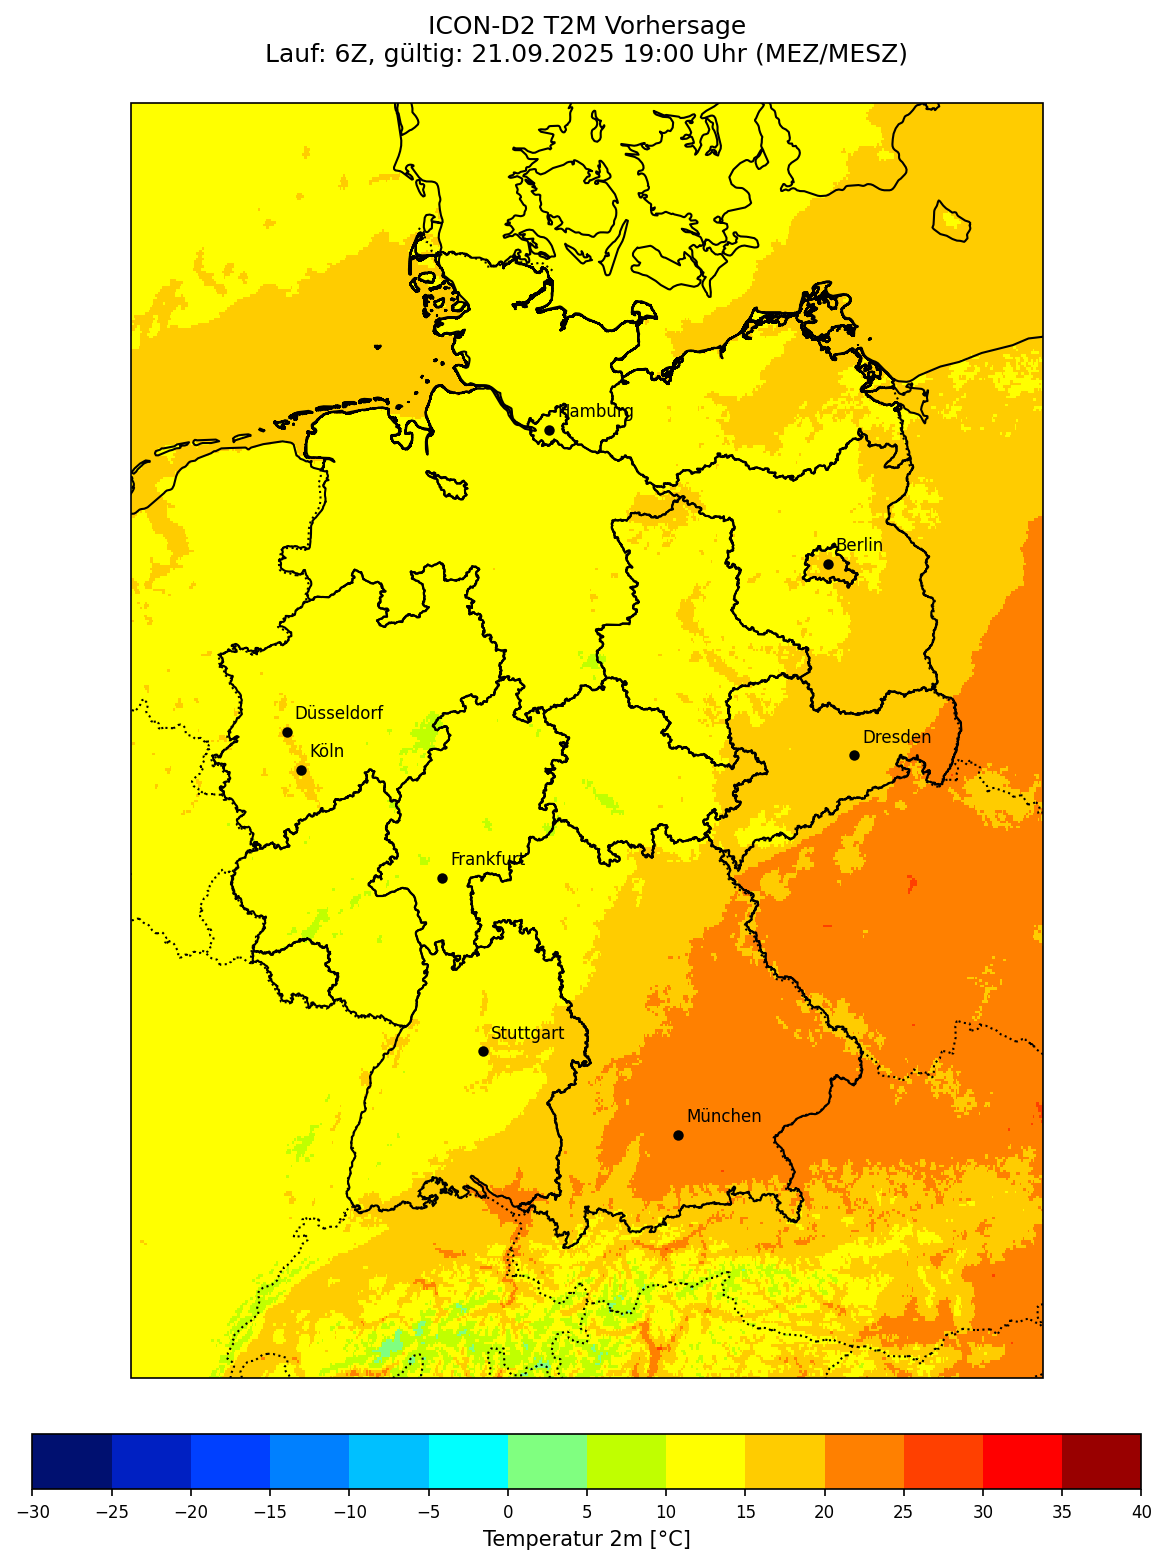 ICON-D2 T2M Vorhersage
Lauf: 6Z, gültig: 21.09.2025 19:00 Uhr (MEZ/MESZ)
Hamburg
Berlin
Düsseldorf
Dresden
Köln
Frankfurt
Stuttgart
München
−30 −25 −20 −15 −10 −5 0 5 10 15 20 25 30 35 40
Temperatur 2m [°C]